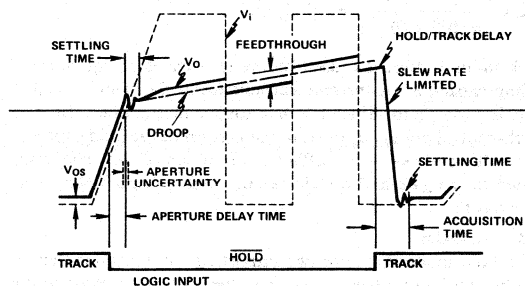 Vi
SETTLING
TIME
VO
FEEDTHROUGH
HOLD/TRACK DELAY
SLEW RATE
LIMITED
DROOP
VOS
APERTURE
UNCERTAINTY
APERTURE DELAY TIME
SETTLING TIME
ACQUISITION
TIME
TRACK
HOLD
TRACK
LOGIC INPUT